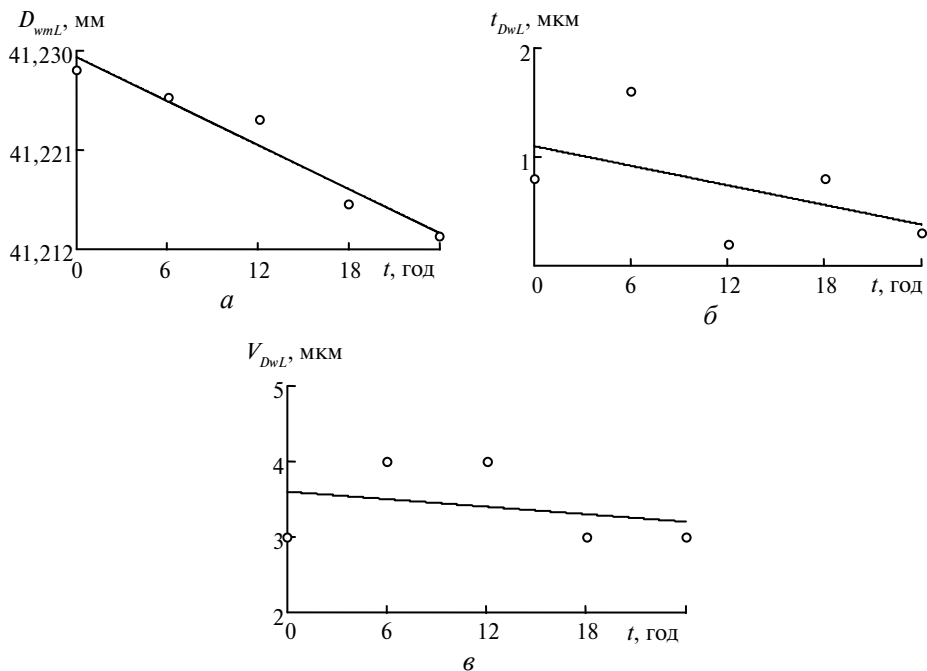 D_wmL, мм
41,230
41,221
41,212
0 6 12 18 t, год
а
t_DwL, мкм
2
1
0 6 12 18 t, год
б
V_DwL, мкм
5
4
3
2
0 6 12 18 t, год
в